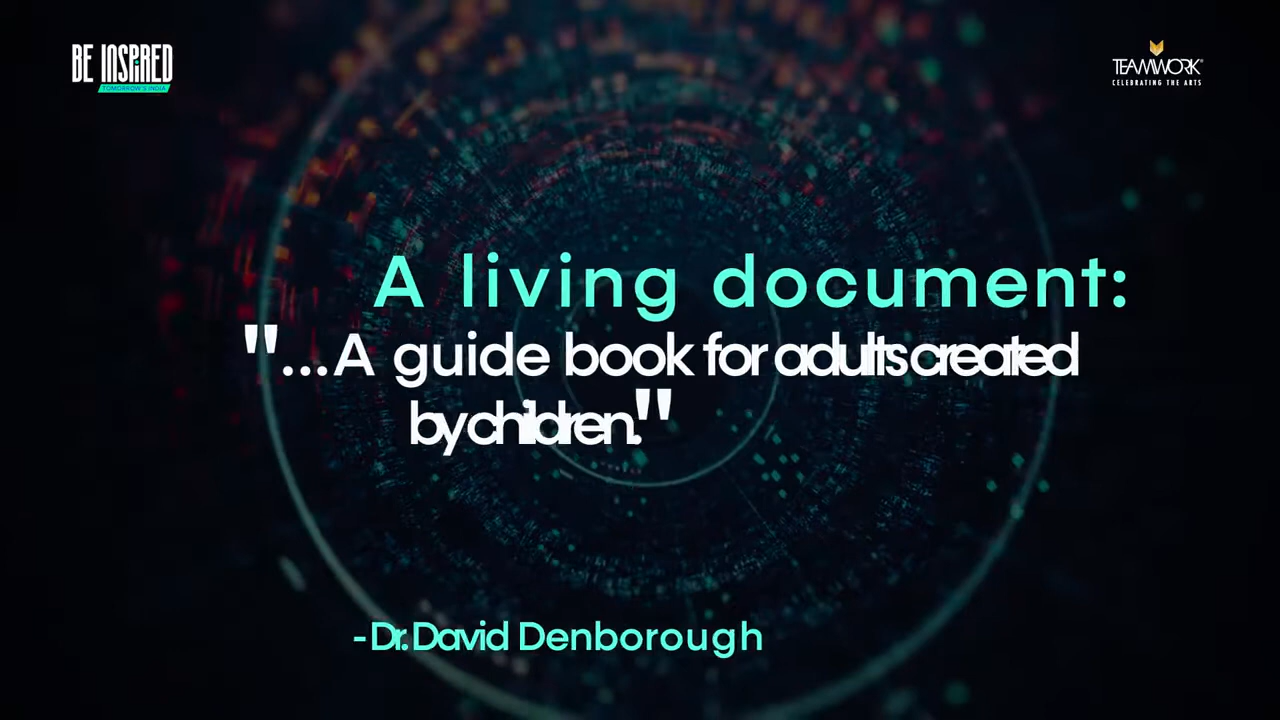 BE INSPIRED
TOMORROW'S INDIA
TEAMWORK
CELEBRATING THE ARTS
A living document:
"...A guide book for adults created
by children."
-Dr. David Denborough